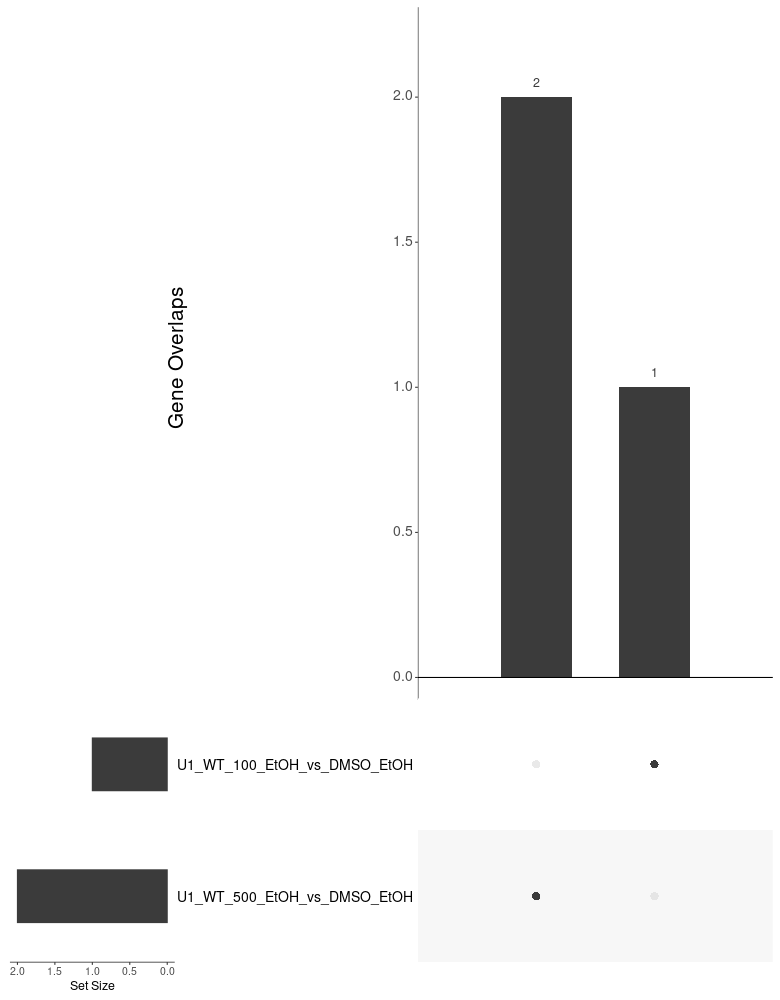 2
2.0
1.5
Gene Overlaps
1
1.0
0.5
0.0
U1_WT_100_EtOH_vs_DMSO_EtOH
U1_WT_500_EtOH_vs_DMSO_EtOH
2.0 1.5 1.0 0.5 0.0
Set Size